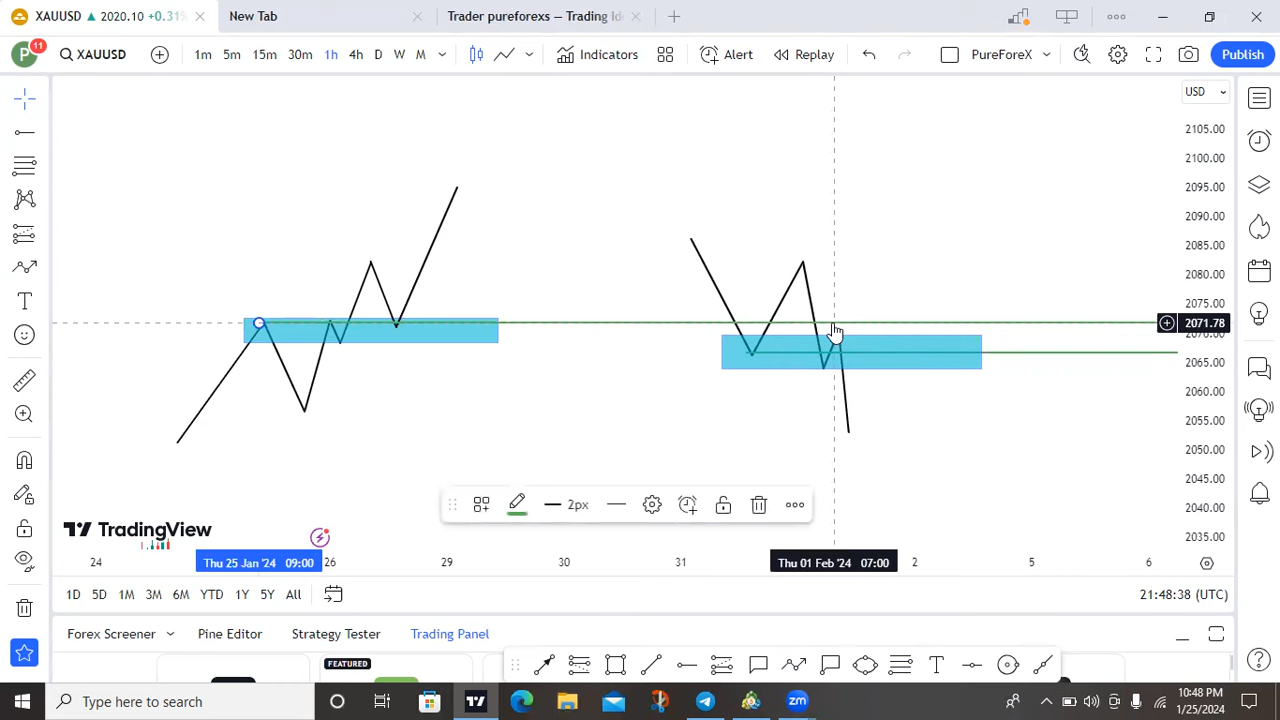 XAUUSD ▲ 2020.10 +0.31%
New Tab
Trader pureforexs — Trading Id
P 11
XAUUSD
1m 5m 15m 30m 1h 4h D W M
Indicators
Alert
Replay
PureForeX
Publish
USD
2105.00
2100.00
2095.00
2090.00
2085.00
2080.00
2075.00
2071.78
2070.00
2065.00
2060.00
2055.00
2050.00
2045.00
2040.00
2035.00
2px
TradingView
24 Thu 25 Jan '24 09:00 26 29 30 31 Thu 01 Feb '24 07:00 2 5 6
1D 5D 1M 3M 6M YTD 1Y 5Y All
21:48:38 (UTC)
Forex Screener Pine Editor Strategy Tester Trading Panel
FEATURED
Type here to search
zm
10:48 PM
1/25/2024